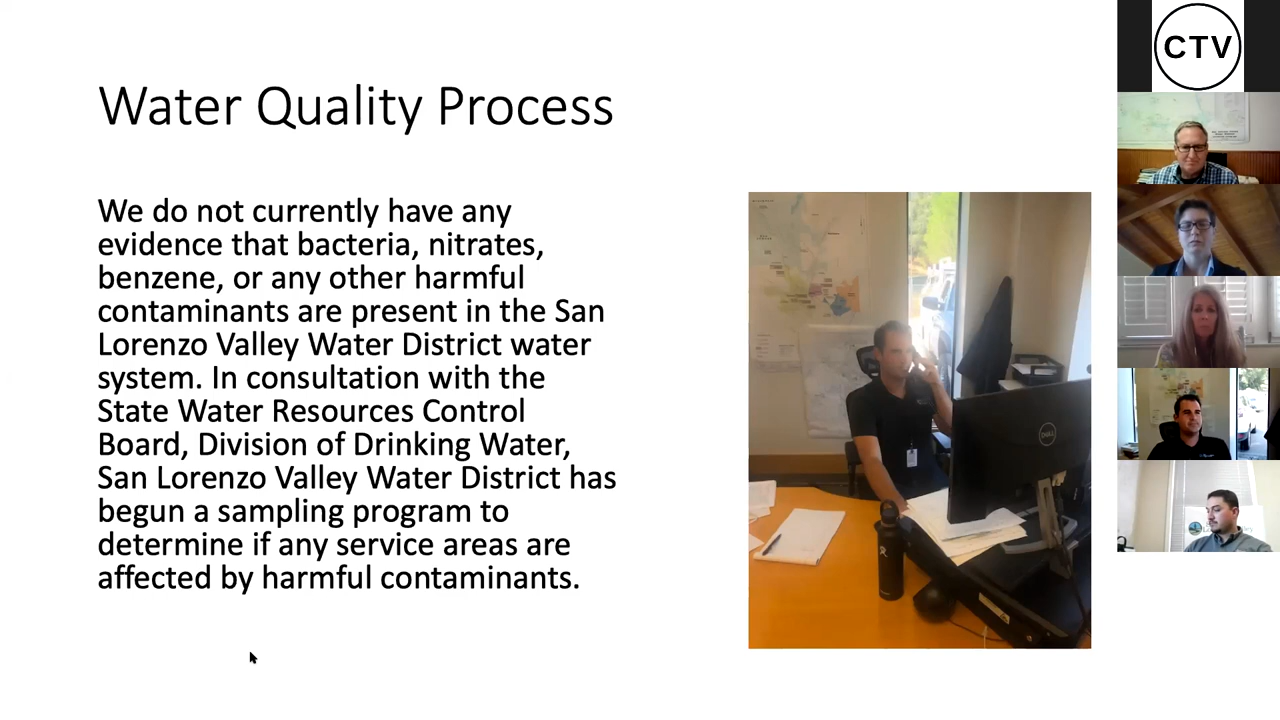 Water Quality Process
We do not currently have any
evidence that bacteria, nitrates,
benzene, or any other harmful
contaminants are present in the San
Lorenzo Valley Water District water
system. In consultation with the
State Water Resources Control
Board, Division of Drinking Water,
San Lorenzo Valley Water District has
begun a sampling program to
determine if any service areas are
affected by harmful contaminants.
DELL
CTV